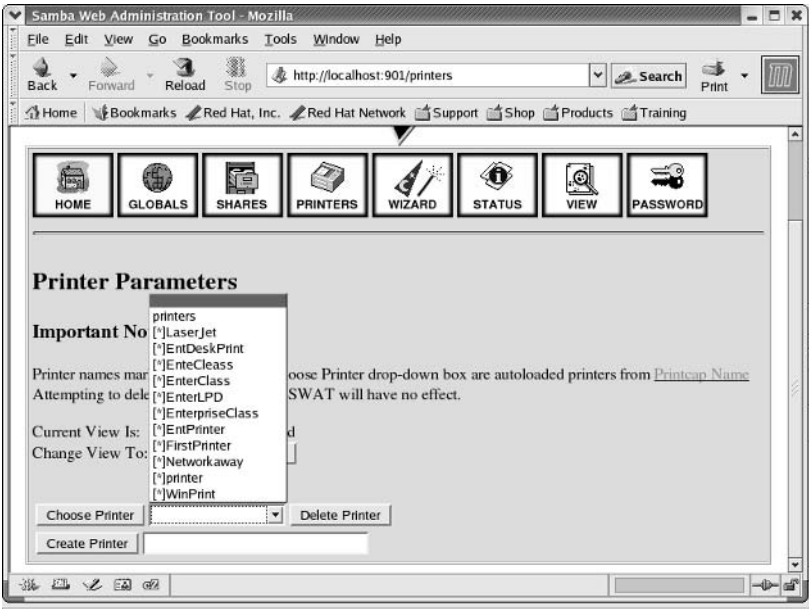 Samba Web Administration Tool - Mozilla
File Edit View Go Bookmarks Tools Window Help
Back Forward Reload Stop http://localhost:901/printers Search Print
Home Bookmarks Red Hat, Inc. Red Hat Network Support Shop Products Training
HOME GLOBALS SHARES PRINTERS WIZARD STATUS VIEW PASSWORD
Printer Parameters
Important No
Printer names mar
oose Printer drop-down box are autoloaded printers from Printcap Name
Attempting to dele
SWAT will have no effect.
Current View Is:
d
Change View To:
printers
[*]LaserJet
[*]EntDeskPrint
[*]EnteCleass
[*]EnterClass
[*]EnterLPD
[*]EnterpriseClass
[*]EntPrinter
[*]FirstPrinter
[*]Networkaway
[*]printer
[*]WinPrint
Choose Printer Delete Printer
Create Printer